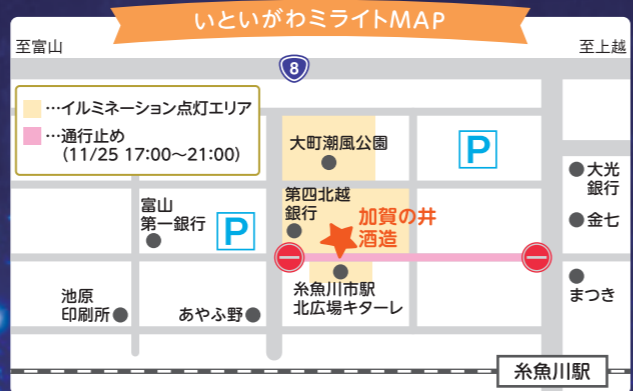 いといがわミライトMAP
至富山
至上越
8
…イルミネーション点灯エリア
…通行止め
(11/25 17:00〜21:00)
大町潮風公園
P
大光
銀行
富山
第一銀行
P
第四北越
銀行
加賀の井
酒造
金七
池原
印刷所
あやふ野
糸魚川市駅
北広場キターレ
まつき
糸魚川駅